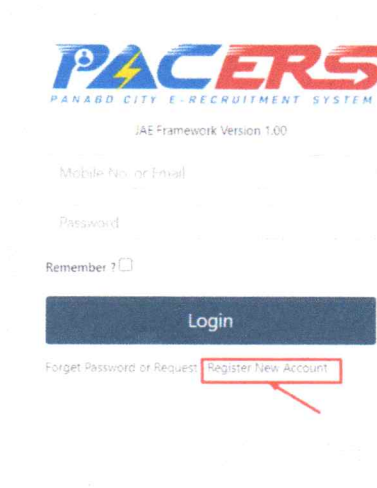 PACERS
PANABO CITY E-RECRUITMENT SYSTEM
JAE Framework Version 1.00
Mobile No. or Email
Password
Remember ?
Login
Forget Password or Request Register New Account